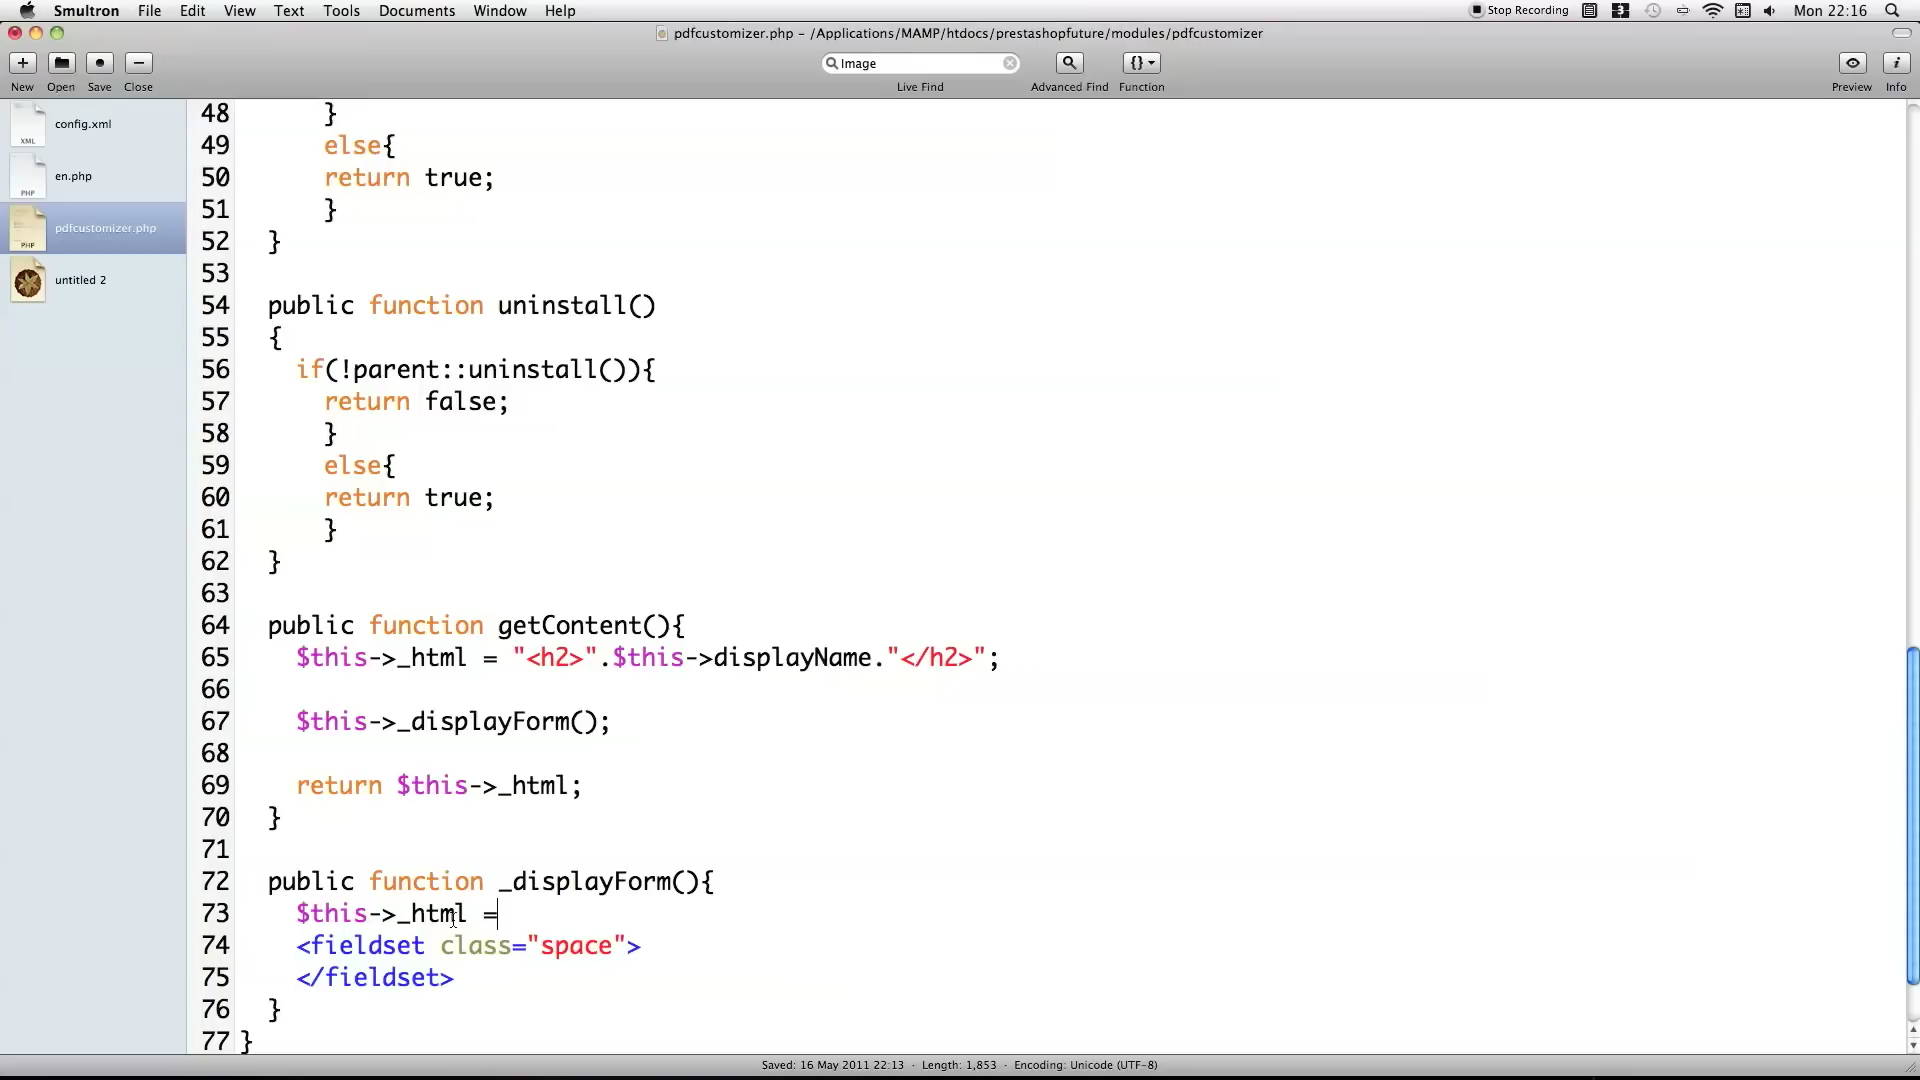 Smultron File Edit View Text Tools Documents Window Help Stop Recording 3 Mon 22:16
pdfcustomizer.php – /Applications/MAMP/htdocs/prestashopfuture/modules/pdfcustomizer
Image {}
New Open Save Close Live Find Advanced Find Function Preview Info
XML config.xml
PHP en.php
PHP pdfcustomizer.php
untitled 2
48 }
49 else{
50 return true;
51 }
52 }
53
54 public function uninstall()
55 {
56 if(!parent::uninstall()){
57 return false;
58 }
59 else{
60 return true;
61 }
62 }
63
64 public function getContent(){
65 $this->_html = "<h2>".$this->displayName."</h2>";
66
67 $this->_displayForm();
68
69 return $this->_html;
70 }
71
72 public function _displayForm(){
73 $this->_html =
74 <fieldset class="space">
75 </fieldset>
76 }
77 }
Saved: 16 May 2011 22:13 · Length: 1,853 · Encoding: Unicode (UTF-8)